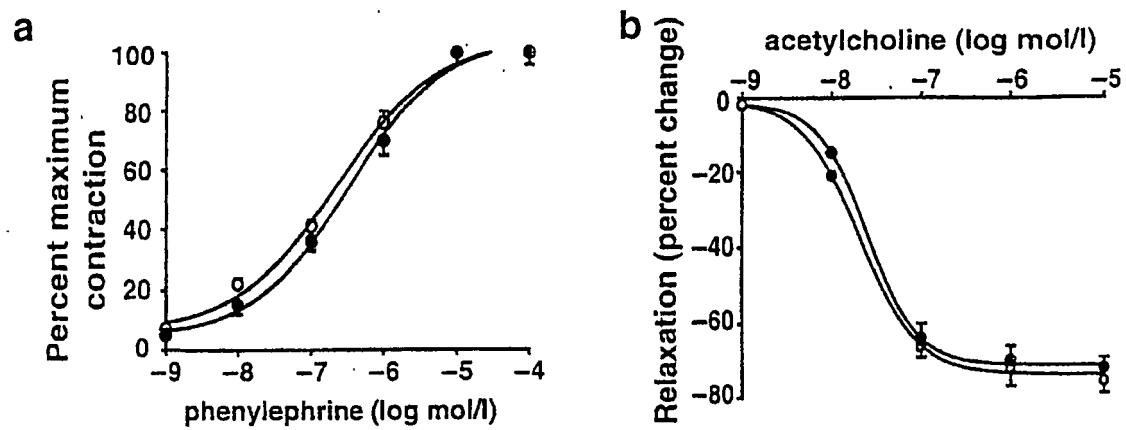 a
100
80
60
40
20
0
Percent maximum
contraction
−9 −8 −7 −6 −5 −4
phenylephrine (log mol/l)
b
acetylcholine (log mol/l)
−9 −8 −7 −6 −5
0
−20
−40
−60
−80
Relaxation (percent change)